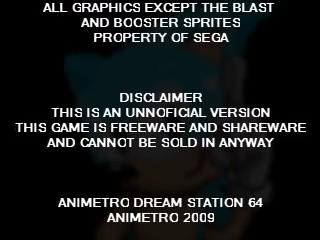 ALL GRAPHICS EXCEPT THE BLAST
AND BOOSTER SPRITES
PROPERTY OF SEGA
DISCLAIMER
THIS IS AN UNNOFICIAL VERSION
THIS GAME IS FREEWARE AND SHAREWARE
AND CANNOT BE SOLD IN ANYWAY
ANIMETRO DREAM STATION 64
ANIMETRO 2009